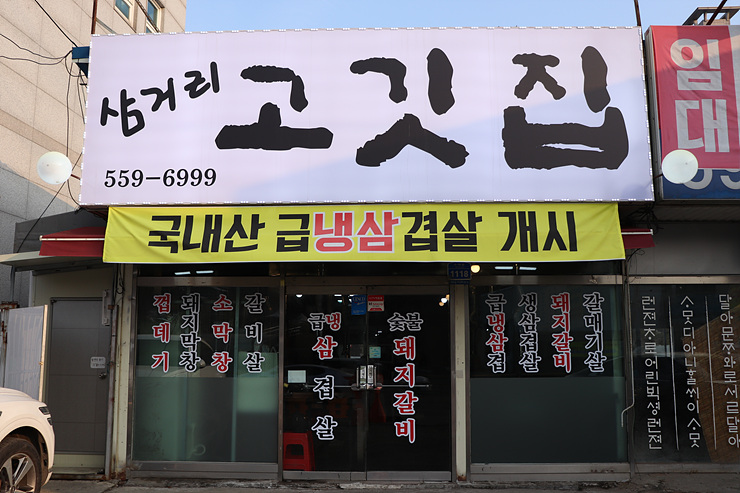 삼거리 고깃집
559-6999
임대
국내산 급냉삼겹살 개시
1118
껍데기
돼지막창
소막창
갈비살
급냉삼겹살
숯불돼지갈비
급냉삼겹
생삼겹살
돼지갈비
갈매기살